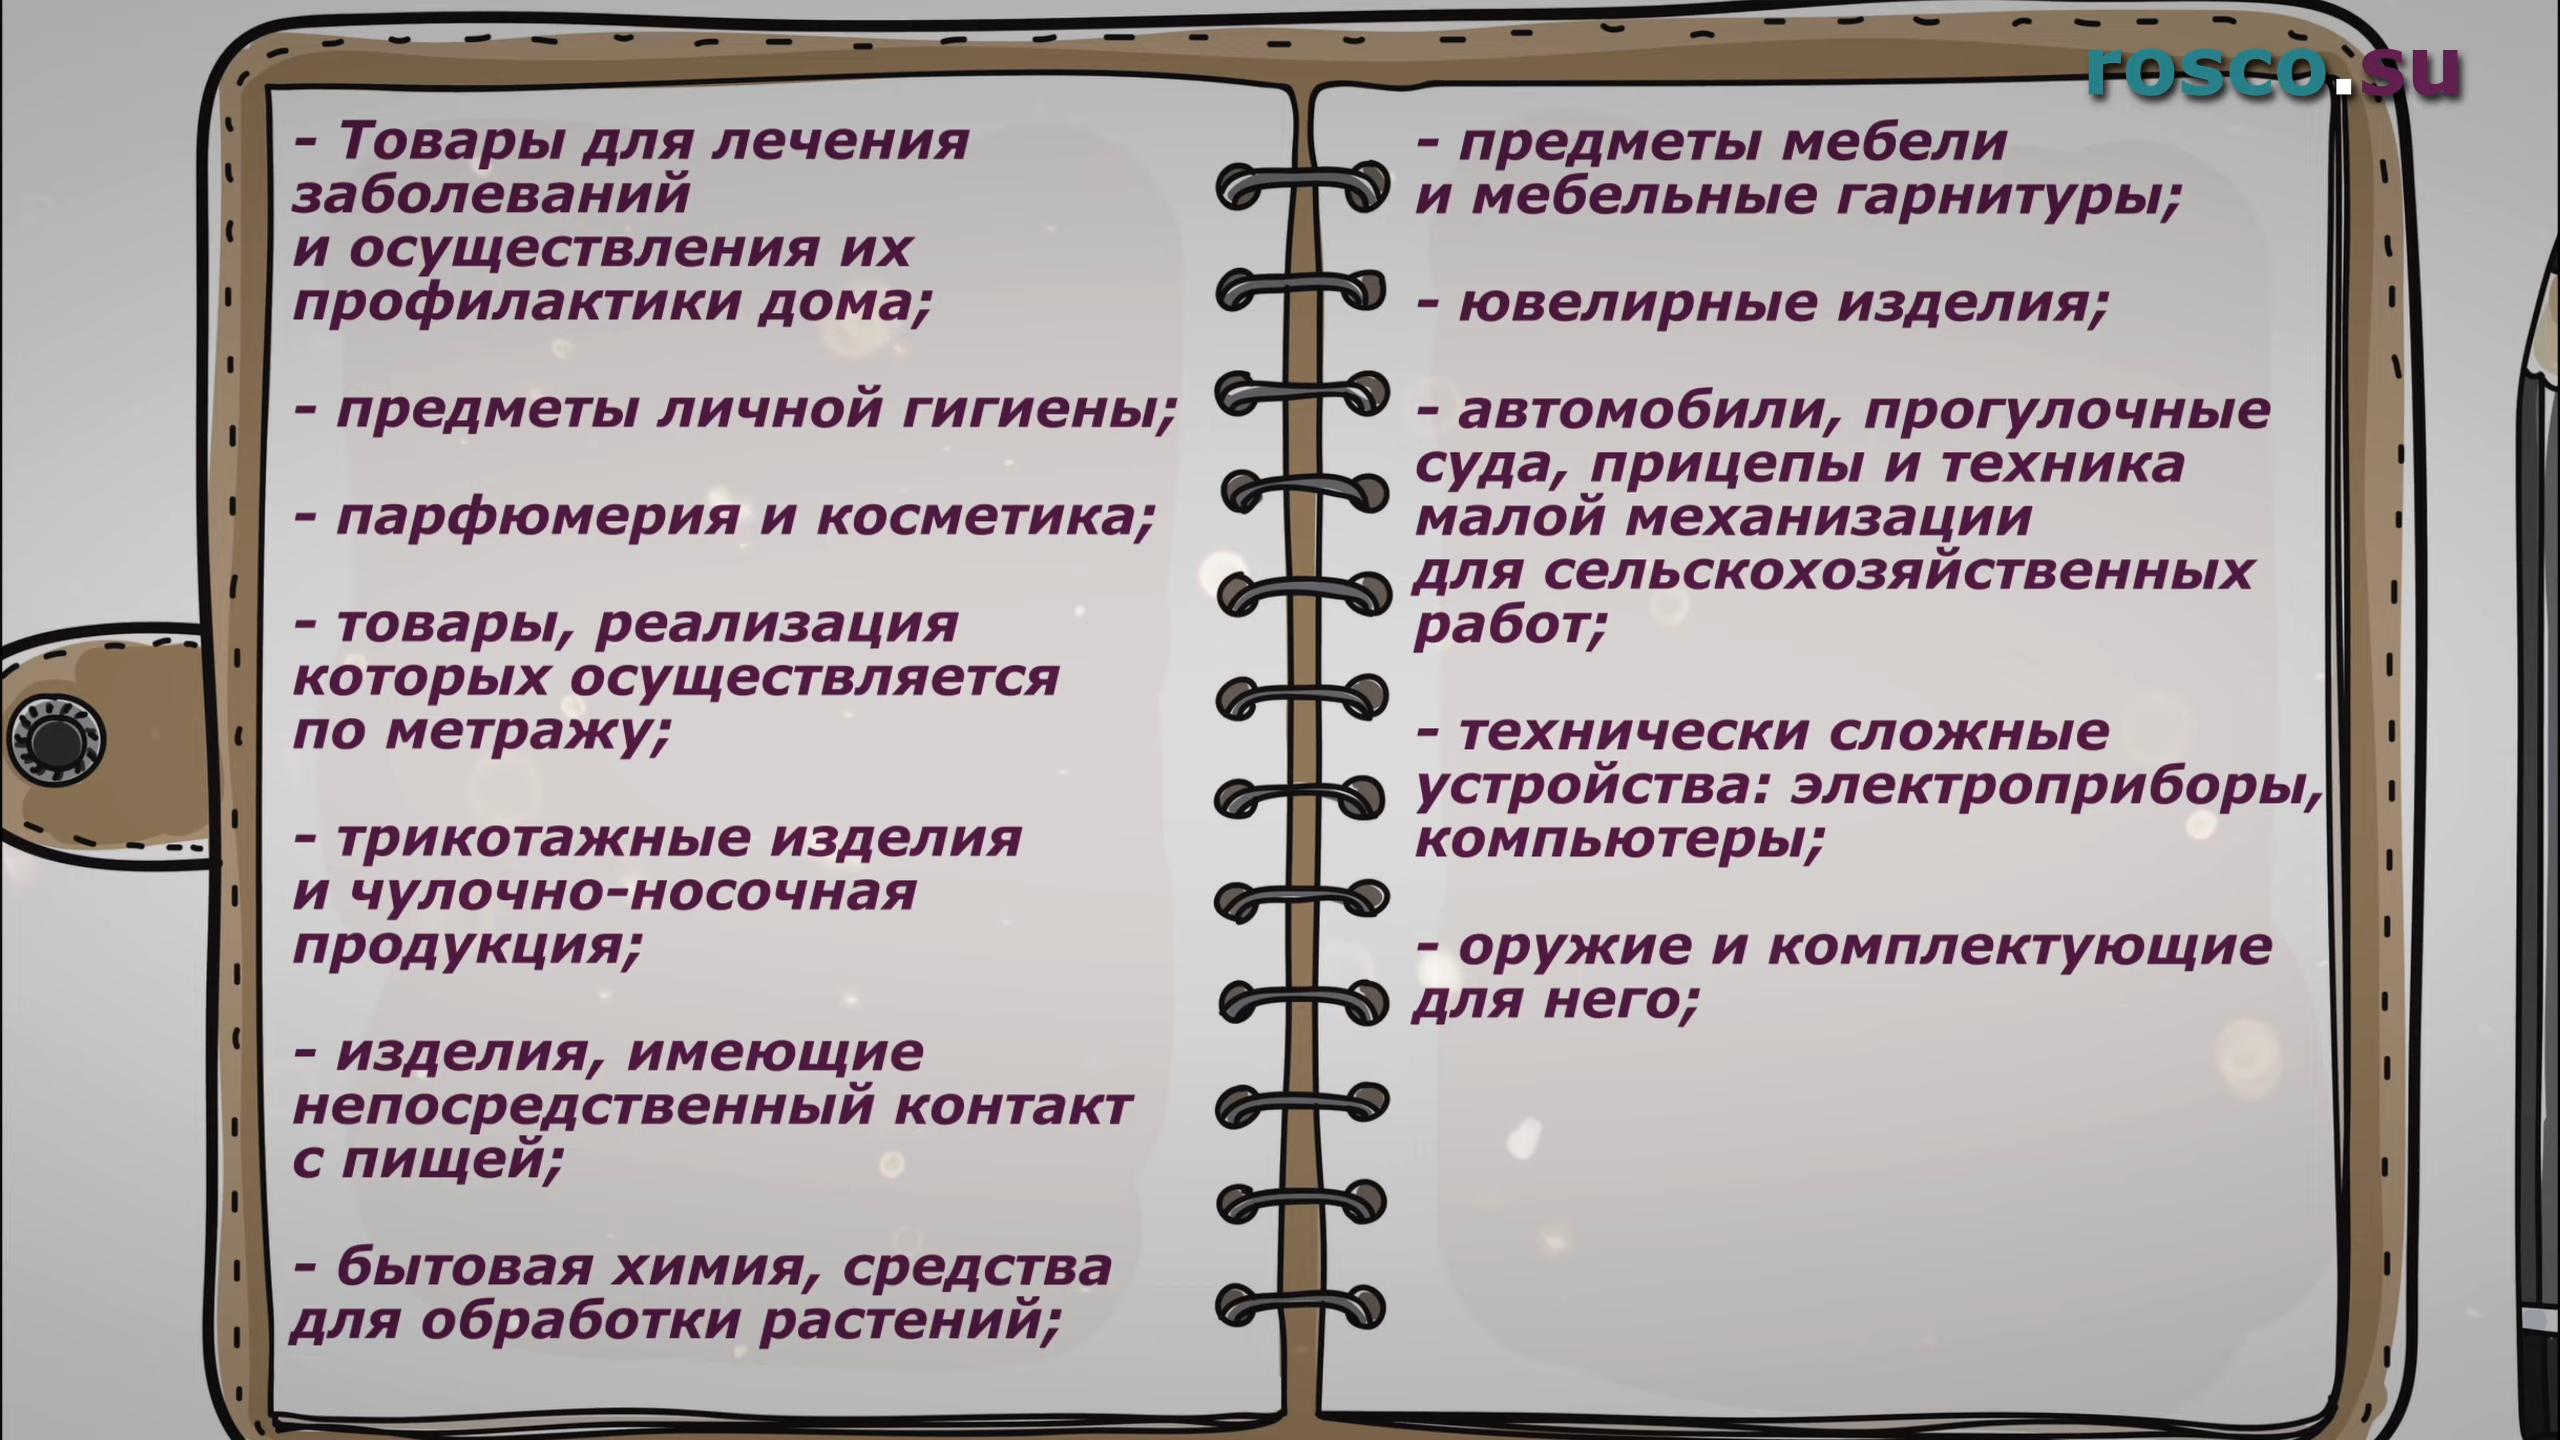 rosco.su
– Товары для лечения
заболеваний
и осуществления их
профилактики дома;
– предметы личной гигиены;
– парфюмерия и косметика;
– товары, реализация
которых осуществляется
по метражу;
– трикотажные изделия
и чулочно-носочная
продукция;
– изделия, имеющие
непосредственный контакт
с пищей;
– бытовая химия, средства
для обработки растений;
– предметы мебели
и мебельные гарнитуры;
– ювелирные изделия;
– автомобили, прогулочные
суда, прицепы и техника
малой механизации
для сельскохозяйственных
работ;
– технически сложные
устройства: электроприборы,
компьютеры;
– оружие и комплектующие
для него;